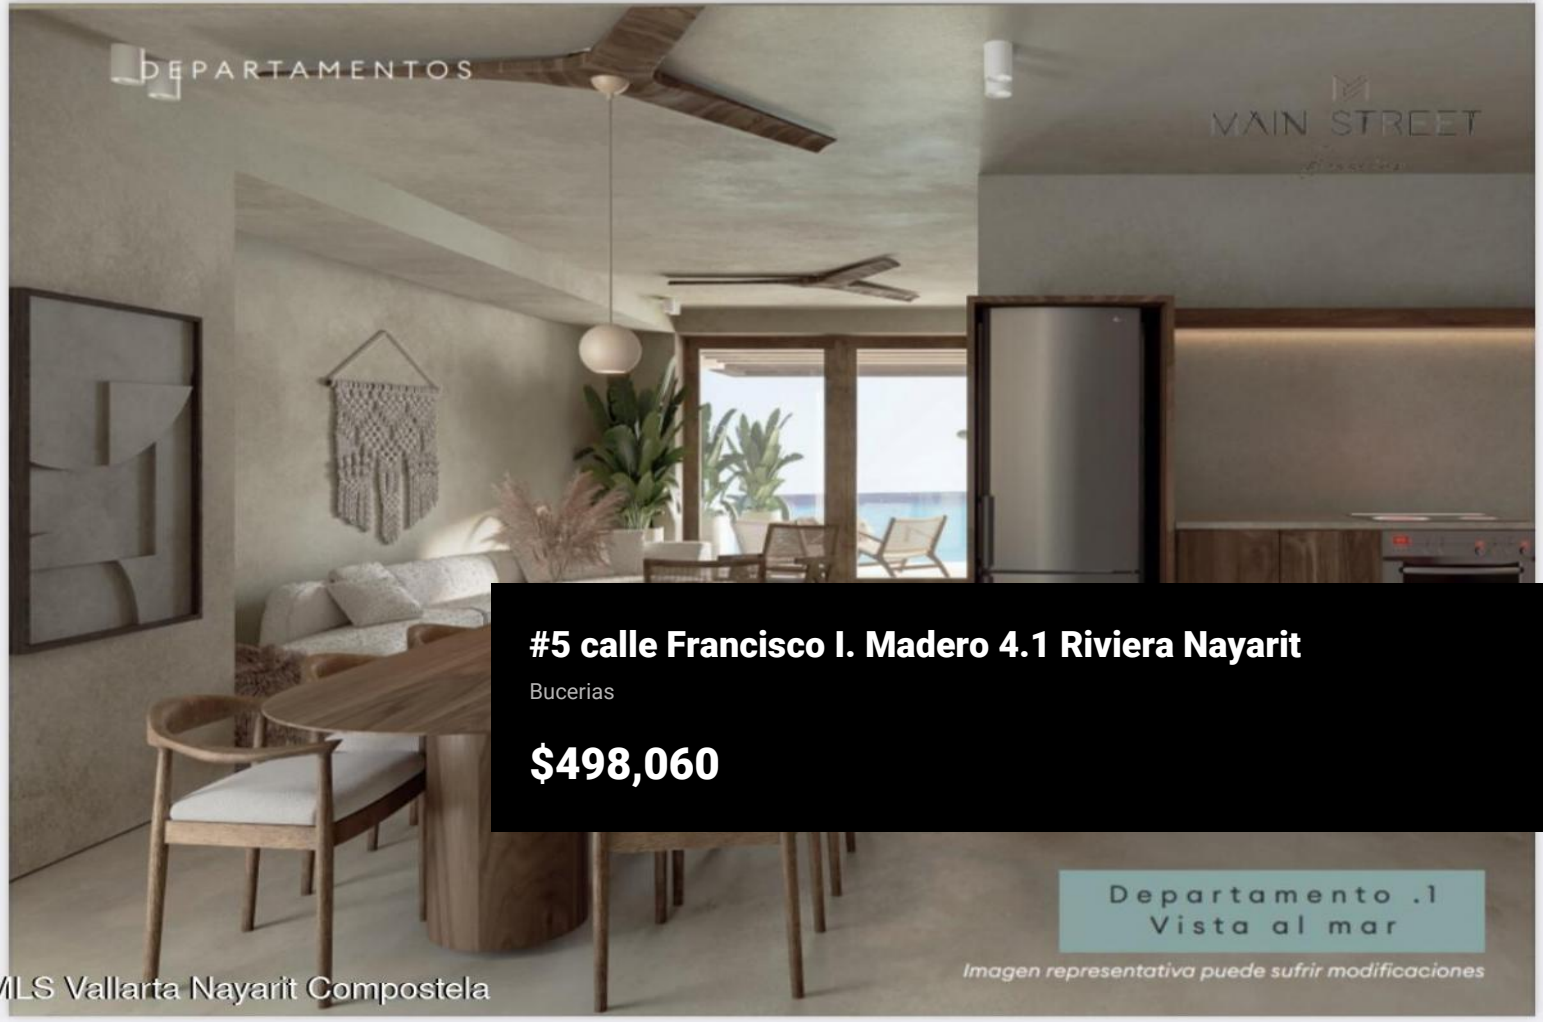 DEPARTAMENTOS
MAIN STREET
#5 calle Francisco I. Madero 4.1 Riviera Nayarit
Bucerias
$498,060
Departamento .1
Vista al mar
Imagen representativa puede sufrir modificaciones
MLS Vallarta Nayarit Compostela